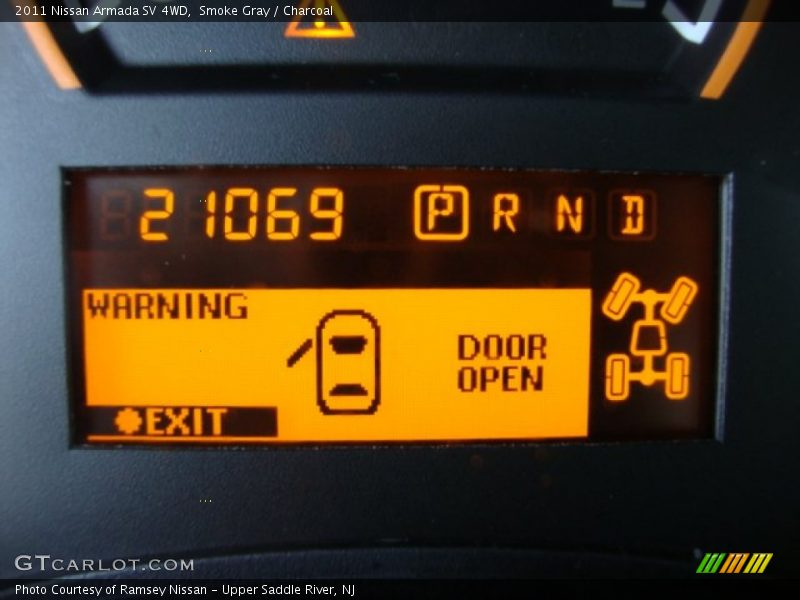 2011 Nissan Armada SV 4WD, Smoke Gray / Charcoal
21069 P R N D
WARNING
DOOR
OPEN
EXIT
GTCARLOT.COM
Photo Courtesy of Ramsey Nissan - Upper Saddle River, NJ